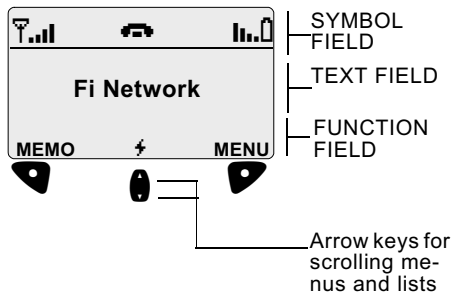 SYMBOL
FIELD
Fi Network
TEXT FIELD
MEMO MENU
FUNCTION
FIELD
Arrow keys for
scrolling me-
nus and lists